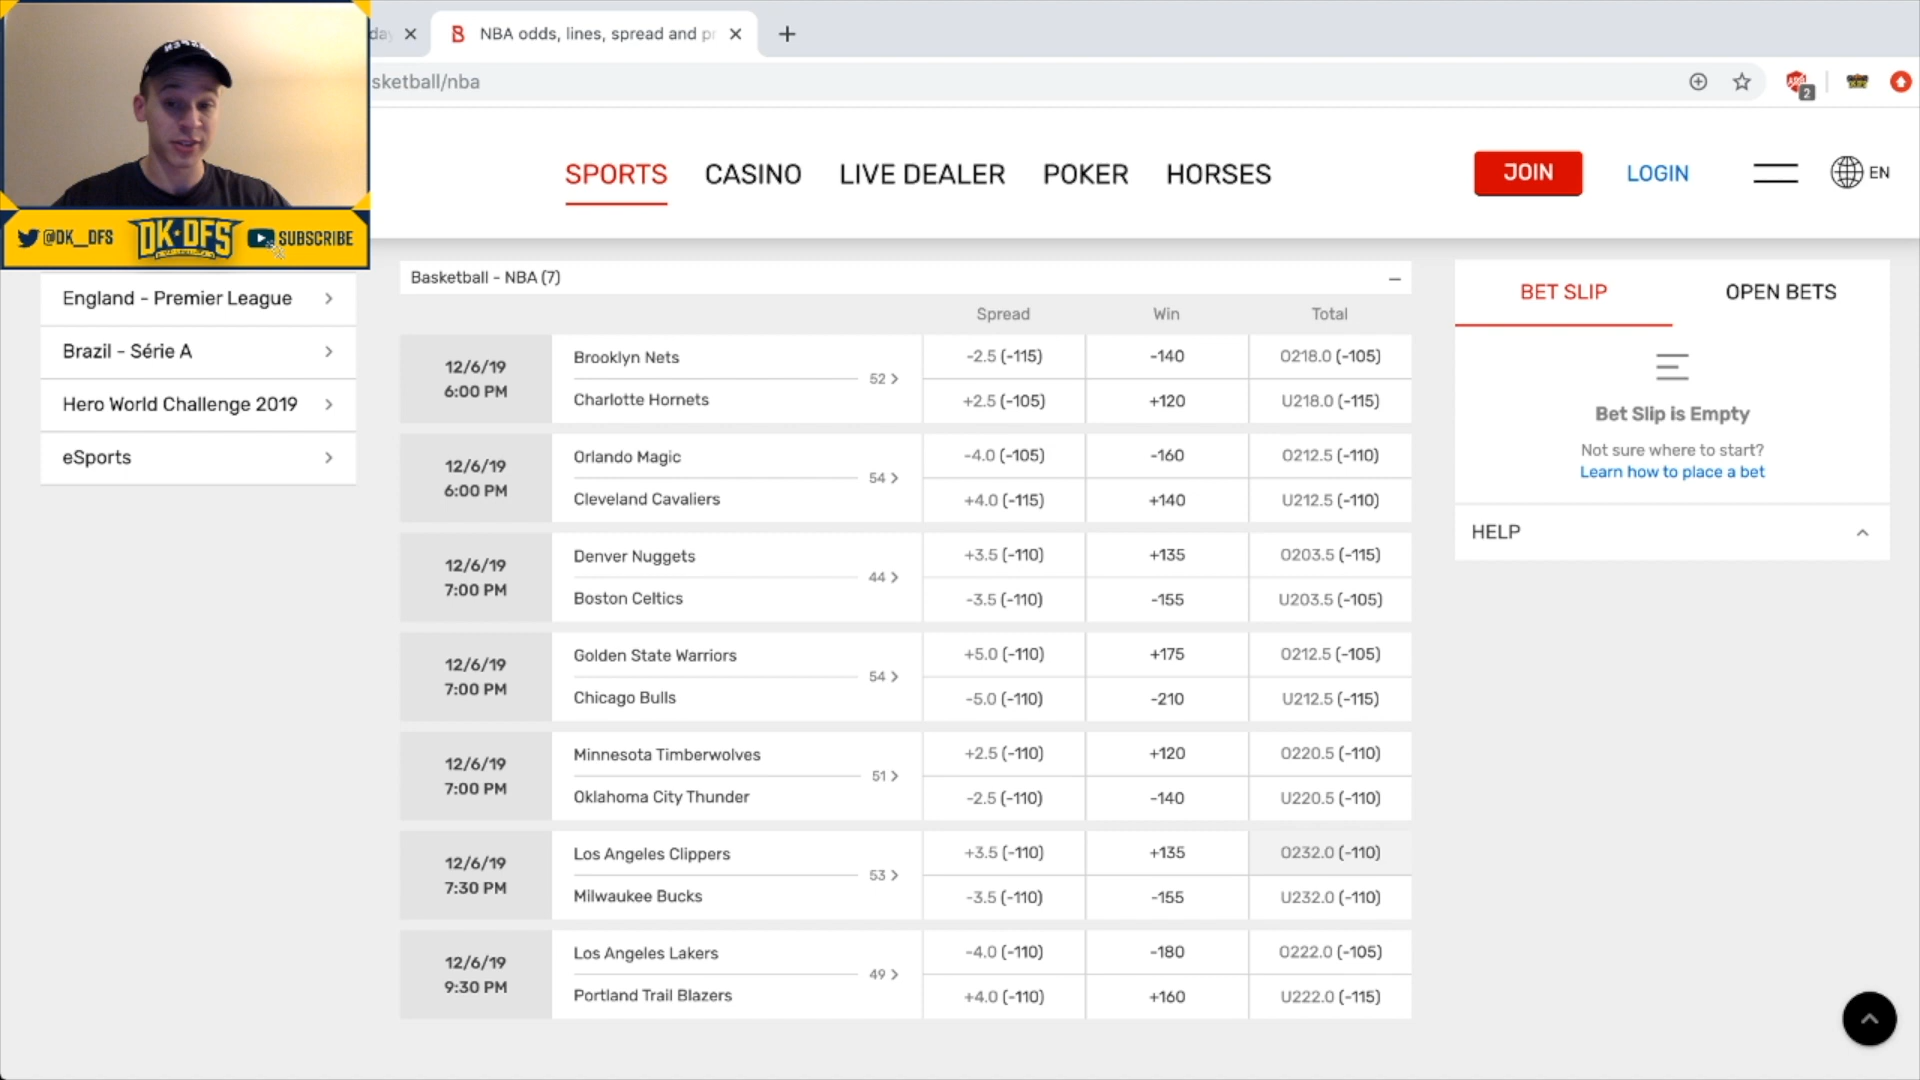 NBA odds, lines, spread and pr
sketball/nba
2
SPORTS CASINO LIVE DEALER POKER HORSES
JOIN LOGIN EN
@DK__DFS DK★DFS SUBSCRIBE
England - Premier League
Brazil - Série A
Hero World Challenge 2019
eSports
Basketball - NBA (7)
Spread Win Total
12/6/19
6:00 PM
Brooklyn Nets -2.5 (-115) -140 O218.0 (-105)
52
Charlotte Hornets +2.5 (-105) +120 U218.0 (-115)
12/6/19
6:00 PM
Orlando Magic -4.0 (-105) -160 O212.5 (-110)
54
Cleveland Cavaliers +4.0 (-115) +140 U212.5 (-110)
12/6/19
7:00 PM
Denver Nuggets +3.5 (-110) +135 O203.5 (-115)
44
Boston Celtics -3.5 (-110) -155 U203.5 (-105)
12/6/19
7:00 PM
Golden State Warriors +5.0 (-110) +175 O212.5 (-105)
54
Chicago Bulls -5.0 (-110) -210 U212.5 (-115)
12/6/19
7:00 PM
Minnesota Timberwolves +2.5 (-110) +120 O220.5 (-110)
51
Oklahoma City Thunder -2.5 (-110) -140 U220.5 (-110)
12/6/19
7:30 PM
Los Angeles Clippers +3.5 (-110) +135 O232.0 (-110)
53
Milwaukee Bucks -3.5 (-110) -155 U232.0 (-110)
12/6/19
9:30 PM
Los Angeles Lakers -4.0 (-110) -180 O222.0 (-105)
49
Portland Trail Blazers +4.0 (-110) +160 U222.0 (-115)
BET SLIP OPEN BETS
Bet Slip is Empty
Not sure where to start?
Learn how to place a bet
HELP